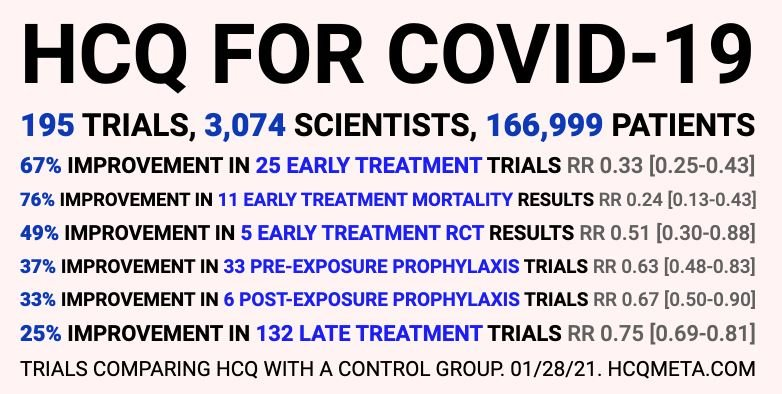 HCQ FOR COVID-19
195 TRIALS, 3,074 SCIENTISTS, 166,999 PATIENTS
67% IMPROVEMENT IN 25 EARLY TREATMENT TRIALS RR 0.33 [0.25-0.43]
76% IMPROVEMENT IN 11 EARLY TREATMENT MORTALITY RESULTS RR 0.24 [0.13-0.43]
49% IMPROVEMENT IN 5 EARLY TREATMENT RCT RESULTS RR 0.51 [0.30-0.88]
37% IMPROVEMENT IN 33 PRE-EXPOSURE PROPHYLAXIS TRIALS RR 0.63 [0.48-0.83]
33% IMPROVEMENT IN 6 POST-EXPOSURE PROPHYLAXIS TRIALS RR 0.67 [0.50-0.90]
25% IMPROVEMENT IN 132 LATE TREATMENT TRIALS RR 0.75 [0.69-0.81]
TRIALS COMPARING HCQ WITH A CONTROL GROUP. 01/28/21. HCQMETA.COM